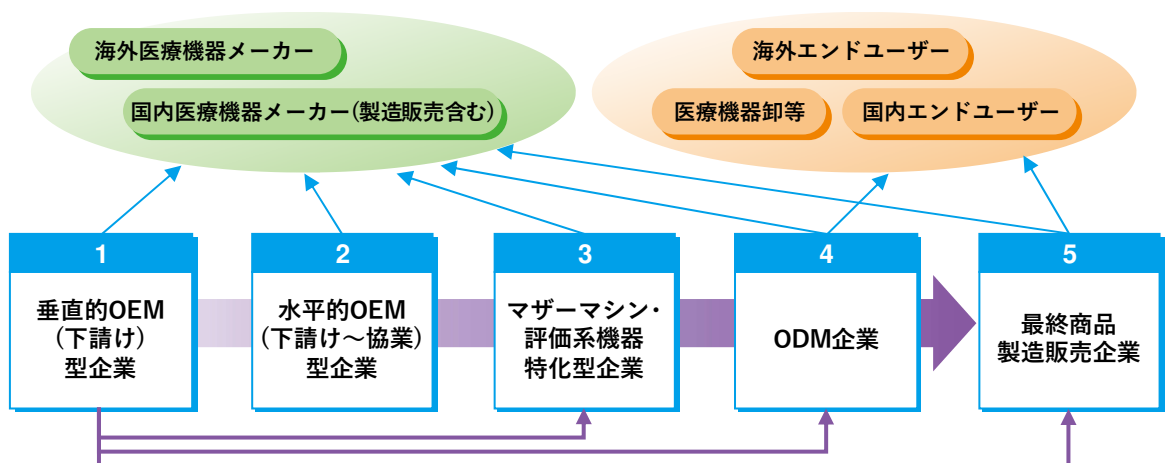 海外医療機器メーカー
国内医療機器メーカー(製造販売含む)
海外エンドユーザー
医療機器卸等
国内エンドユーザー
1
垂直的OEM
(下請け)
型企業
2
水平的OEM
(下請け～協業)
型企業
3
マザーマシン・
評価系機器
特化型企業
4
ODM企業
5
最終商品
製造販売企業